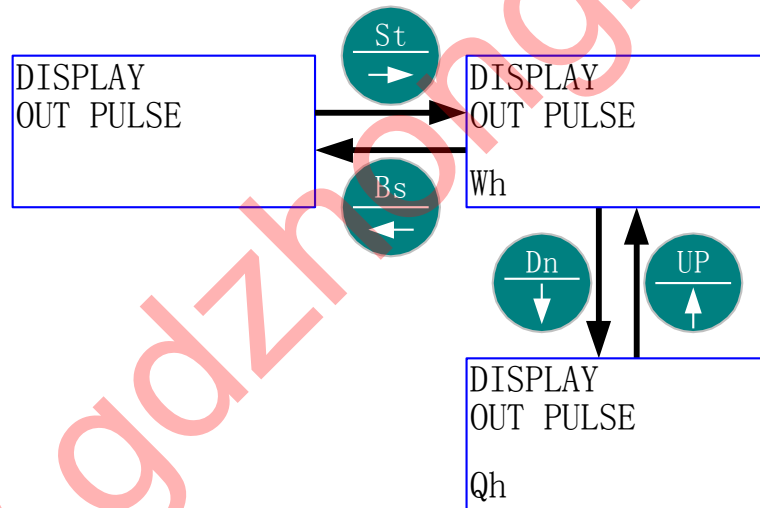 St
DISPLAY
OUT PULSE
DISPLAY
OUT PULSE
Wh
Bs
Dn
UP
DISPLAY
OUT PULSE
Qh
gdzhong